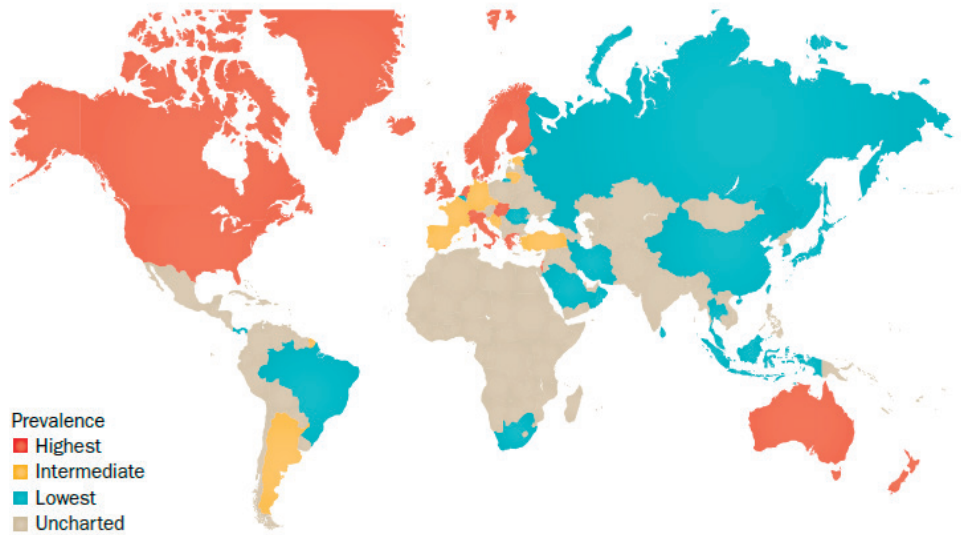 Prevalence
Highest
Intermediate
Lowest
Uncharted